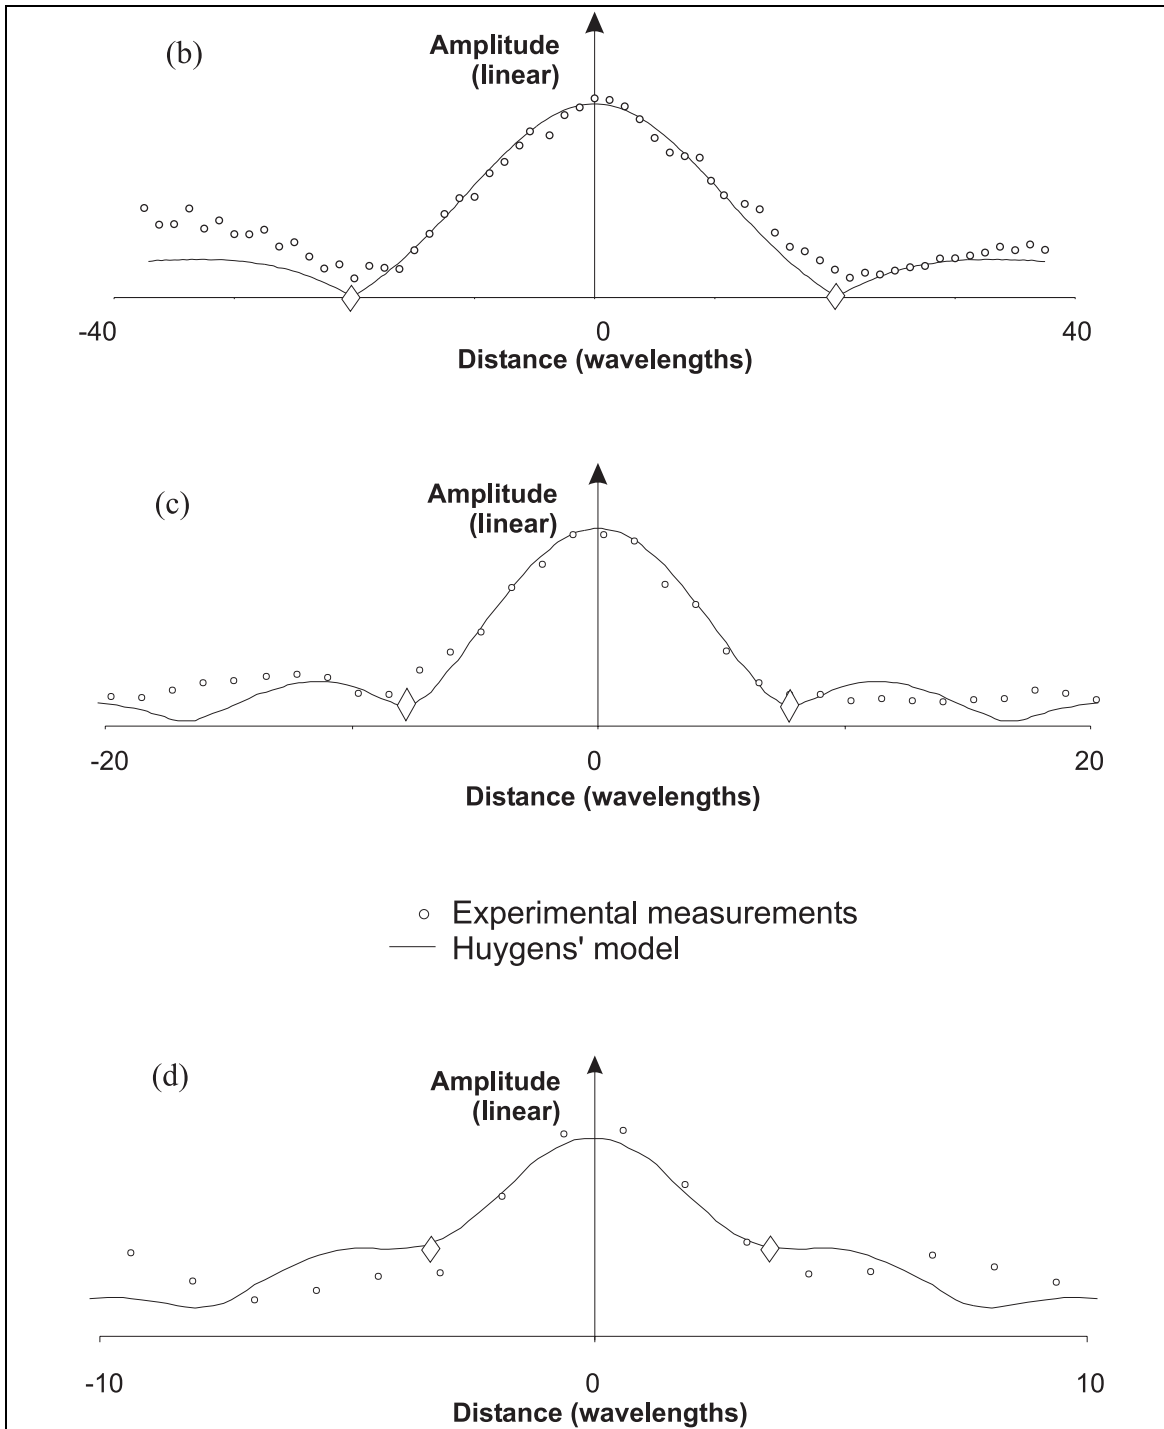 (b)
Amplitude
(linear)
-40 0 40
Distance (wavelengths)
(c)
Amplitude
(linear)
-20 0 20
Distance (wavelengths)
Experimental measurements
Huygens' model
(d)
Amplitude
(linear)
-10 0 10
Distance (wavelengths)